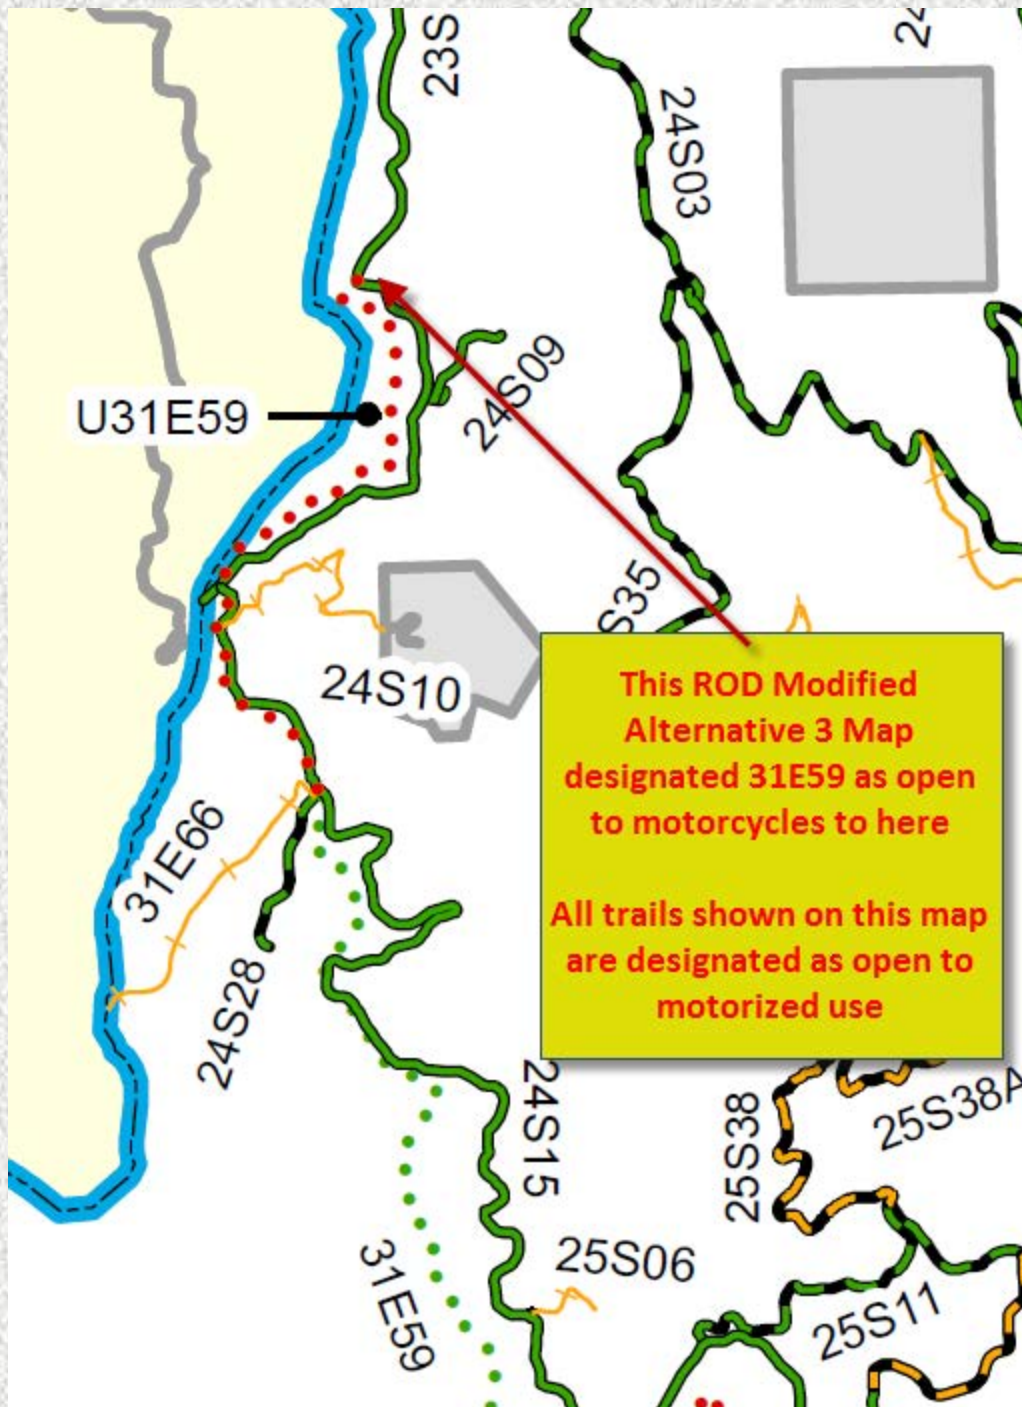 23S
24
24S03
24S09
U31E59
S35
24S10
This ROD Modified
Alternative 3 Map
designated 31E59 as open
to motorcycles to here
All trails shown on this map
are designated as open to
motorized use
31E66
24S28
24S15
25S38
25S38A
31E59
25S06
25S11